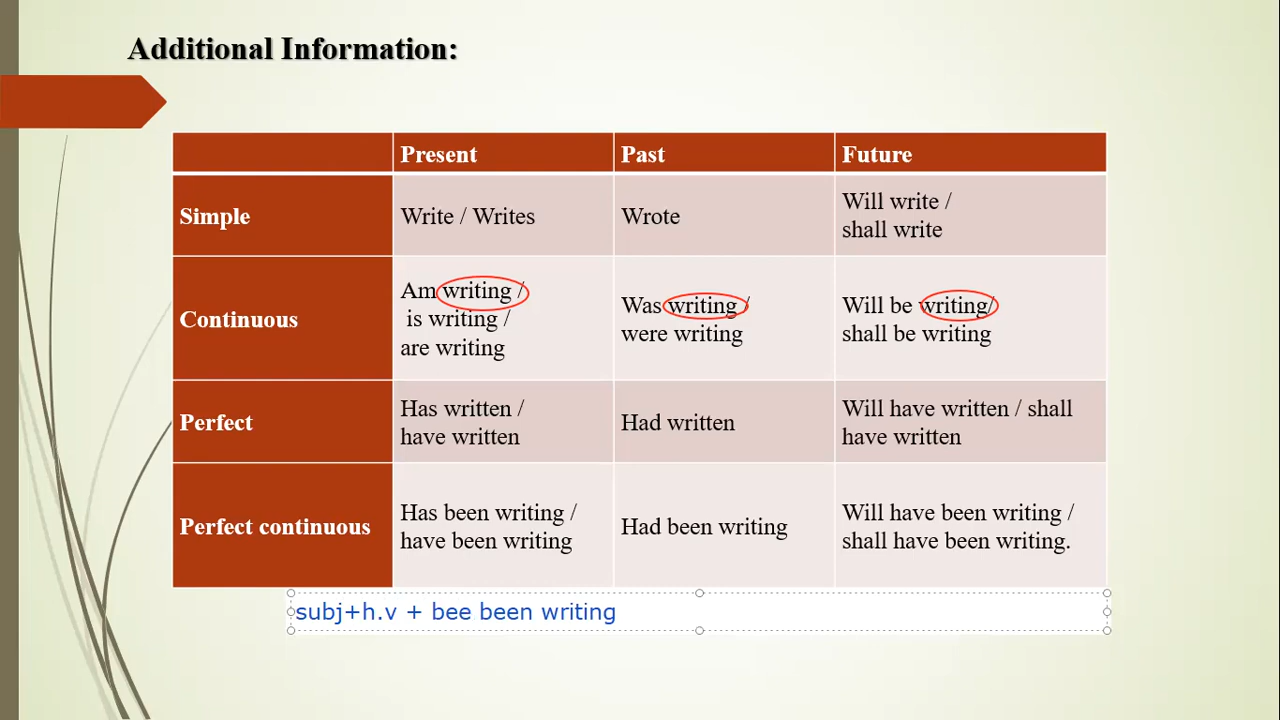 Additional Information:
Present Past Future
Simple Write / Writes Wrote Will write /
shall write
Continuous Am writing /
is writing /
are writing
Was writing /
were writing
Will be writing/
shall be writing
Perfect Has written /
have written
Had written
Will have written / shall
have written
Perfect continuous Has been writing /
have been writing
Had been writing
Will have been writing /
shall have been writing.
subj+h.v + bee been writing